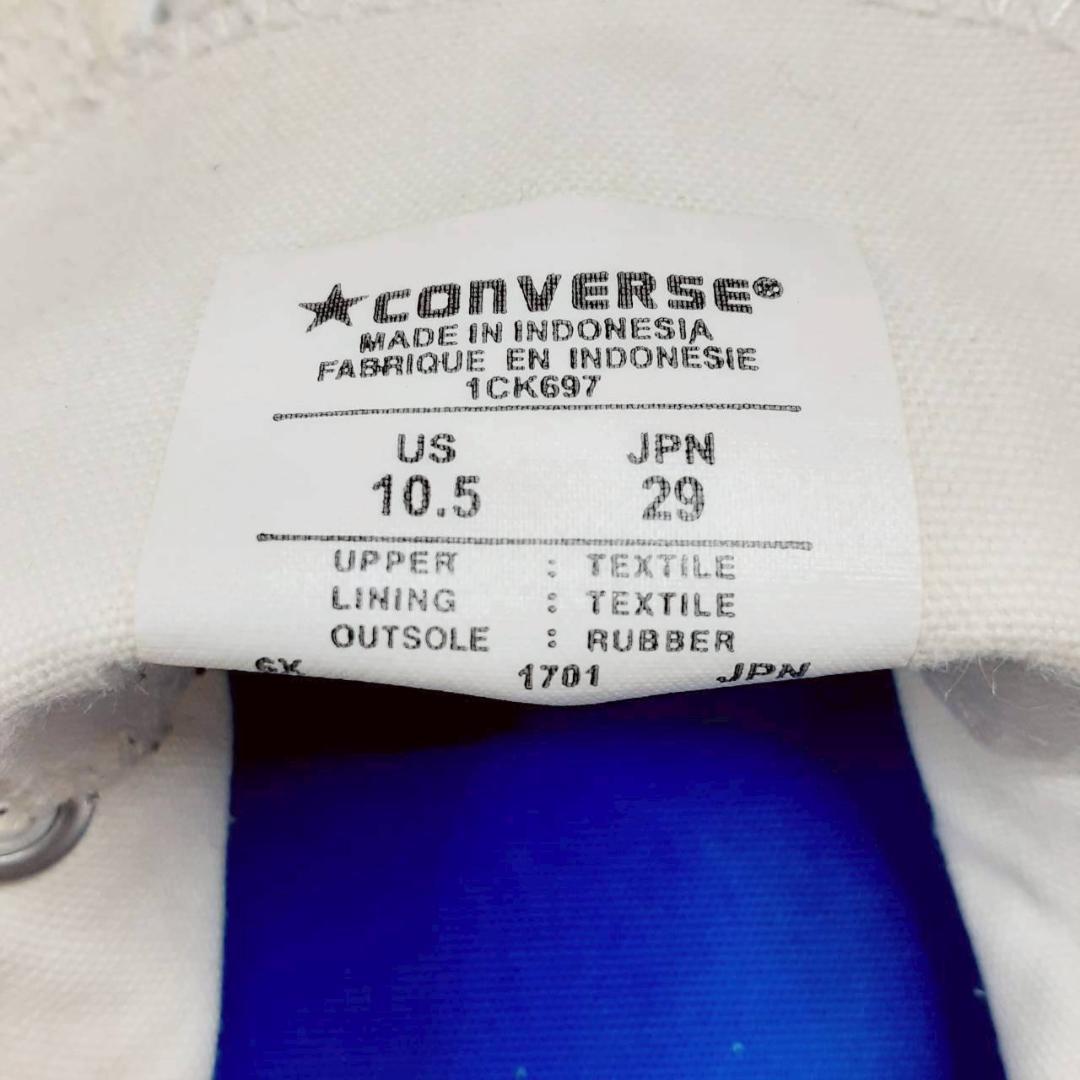 ★CONVERSE®
MADE IN INDONESIA
FABRIQUE EN INDONESIE
1CK697
US JPN
10.5 29
UPPER : TEXTILE
LINING : TEXTILE
OUTSOLE : RUBBER
1701 JPN